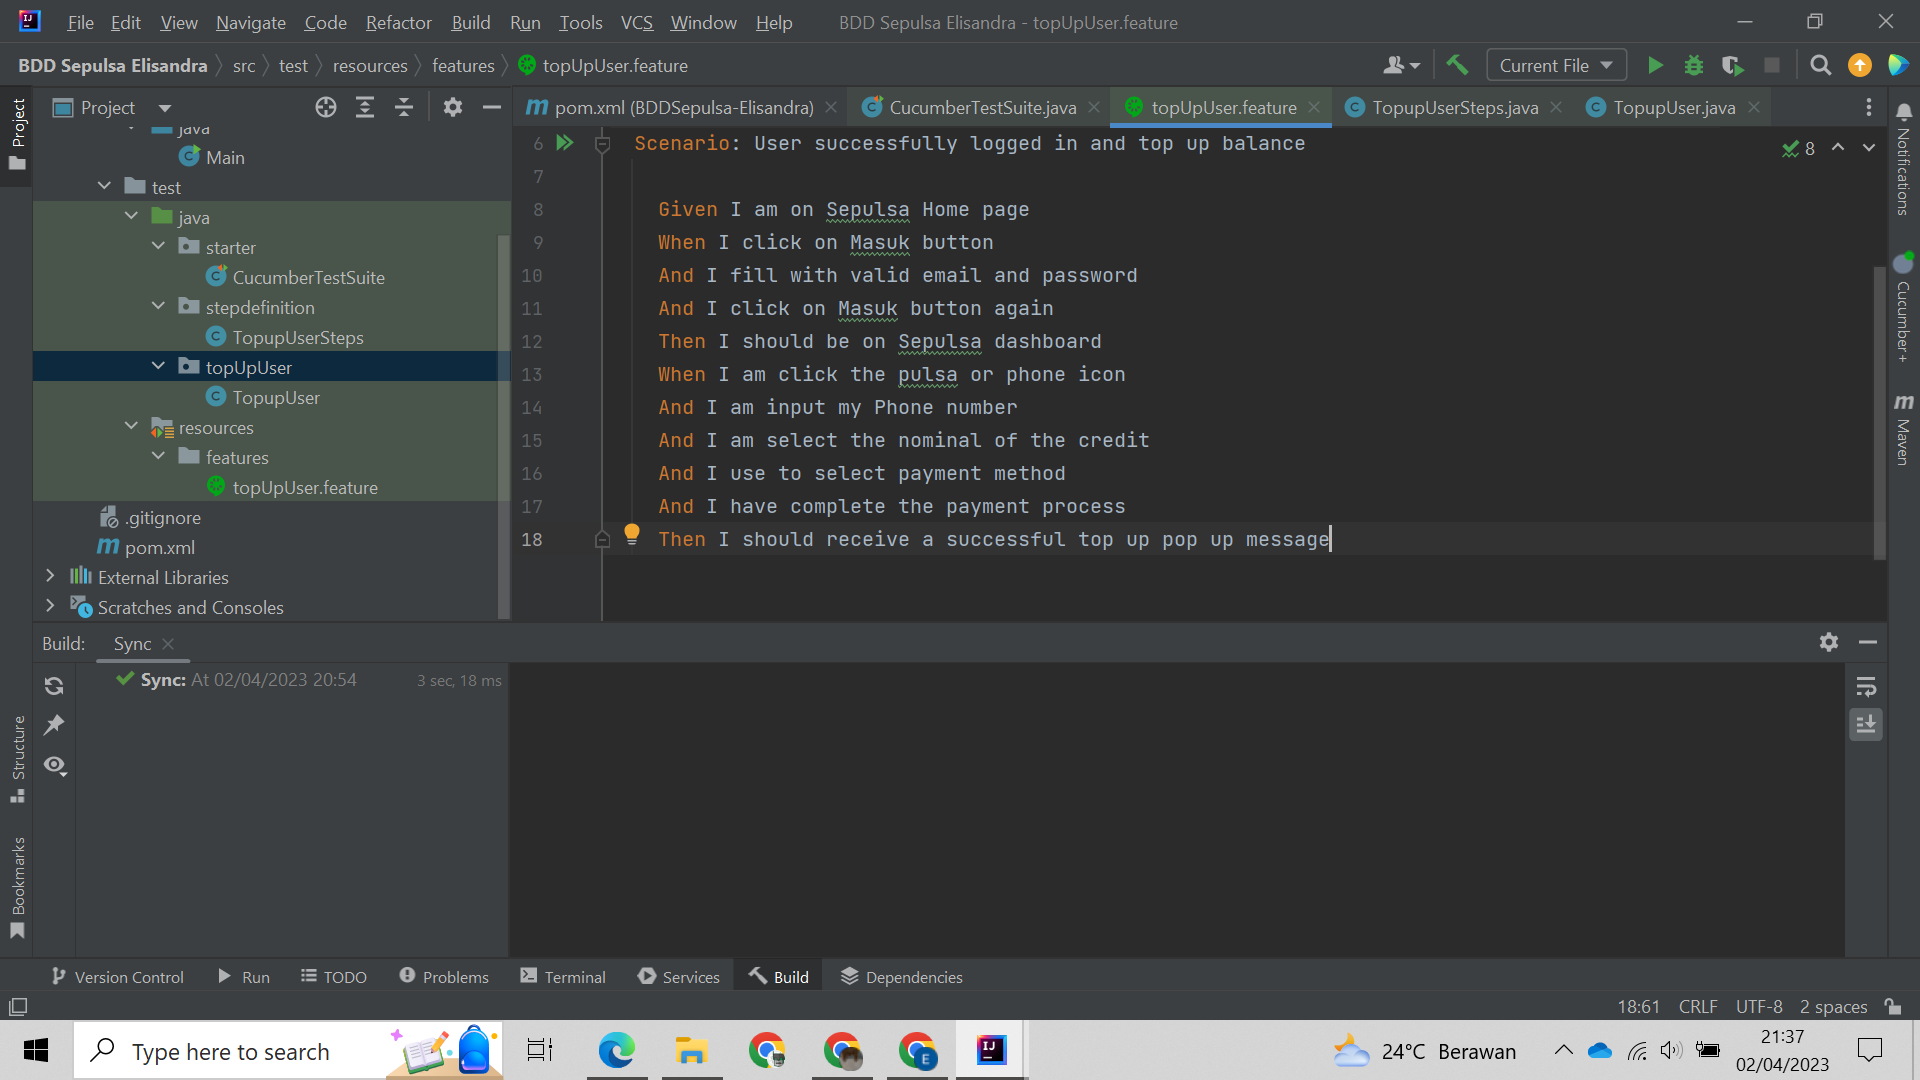 File Edit View Navigate Code Refactor Build Run Tools VCS Window Help BDD Sepulsa Elisandra - topUpUser.feature
BDD Sepulsa Elisandra src test resources features topUpUser.feature Current File
Project
Project
pom.xml (BDDSepulsa-Elisandra) CucumberTestSuite.java topUpUser.feature TopupUserSteps.java TopupUser.java
java
Main
test
java
starter
CucumberTestSuite
stepdefinition
TopupUserSteps
topUpUser
TopupUser
resources
features
topUpUser.feature
.gitignore
pom.xml
External Libraries
Scratches and Consoles
6 Scenario: User successfully logged in and top up balance
8
7
8 Given I am on Sepulsa Home page
9 When I click on Masuk button
10 And I fill with valid email and password
11 And I click on Masuk button again
12 Then I should be on Sepulsa dashboard
13 When I am click the pulsa or phone icon
14 And I am input my Phone number
15 And I am select the nominal of the credit
16 And I use to select payment method
17 And I have complete the payment process
18 Then I should receive a successful top up pop up message
Notifications
Cucumber+
Maven
Build: Sync
Sync: At 02/04/2023 20:54 3 sec, 18 ms
Structure
Bookmarks
Version Control Run TODO Problems Terminal Services Build Dependencies
18:61 CRLF UTF-8 2 spaces
Type here to search
24°C Berawan
21:37
02/04/2023